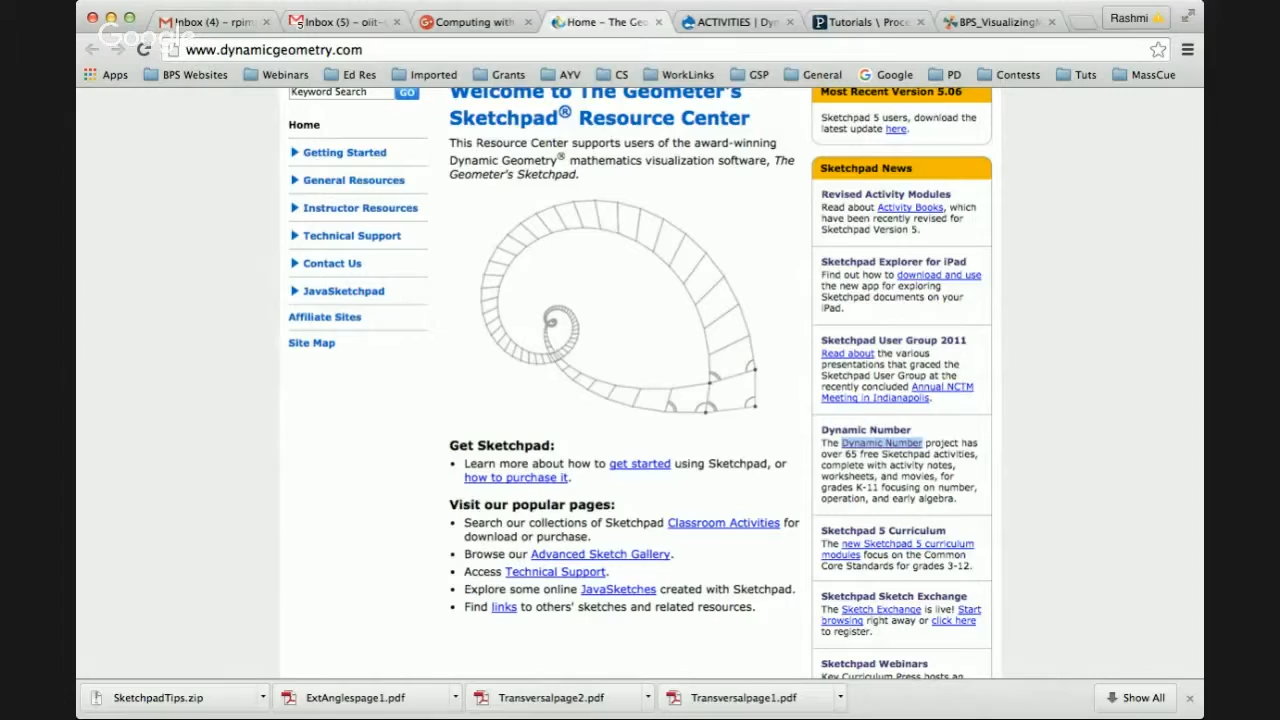 Inbox (4) – rpim
Inbox (5) – oiit-
Computing with
Home – The Geo
ACTIVITIES | Dyn
Tutorials \ Proce
BPS_Visualizing
Rashmi
Google
www.dynamicgeometry.com
Apps
BPS Websites
Webinars
Ed Res
Imported
Grants
AYV
CS
WorkLinks
GSP
General
Google
PD
Contests
Tuts
MassCue
Keyword Search
GO
Home
Getting Started
General Resources
Instructor Resources
Technical Support
Contact Us
JavaSketchpad
Affiliate Sites
Site Map
Welcome to The Geometer's
Sketchpad® Resource Center
This Resource Center supports users of the award-winning
Dynamic Geometry® mathematics visualization software, The
Geometer's Sketchpad.
Get Sketchpad:
• Learn more about how to get started using Sketchpad, or
how to purchase it.
Visit our popular pages:
• Search our collections of Sketchpad Classroom Activities for
download or purchase.
• Browse our Advanced Sketch Gallery.
• Access Technical Support.
• Explore some online JavaSketches created with Sketchpad.
• Find links to others' sketches and related resources.
Most Recent Version 5.06
Sketchpad 5 users, download the
latest update here.
Sketchpad News
Revised Activity Modules
Read about Activity Books, which
have been recently revised for
Sketchpad Version 5.
Sketchpad Explorer for iPad
Find out how to download and use
the new app for exploring
Sketchpad documents on your
iPad.
Sketchpad User Group 2011
Read about the various
presentations that graced the
Sketchpad User Group at the
recently concluded Annual NCTM
Meeting in Indianapolis.
Dynamic Number
The Dynamic Number project has
over 65 free Sketchpad activities,
complete with activity notes,
worksheets, and movies, for
grades K-11 focusing on number,
operation, and early algebra.
Sketchpad 5 Curriculum
The new Sketchpad 5 curriculum
modules focus on the Common
Core Standards for grades 3-12.
Sketchpad Sketch Exchange
The Sketch Exchange is live! Start
browsing right away or click here
to register.
Sketchpad Webinars
Key Curriculum Press hosts an
SketchpadTips.zip
ExtAnglespage1.pdf
Transversalpage2.pdf
Transversalpage1.pdf
Show All